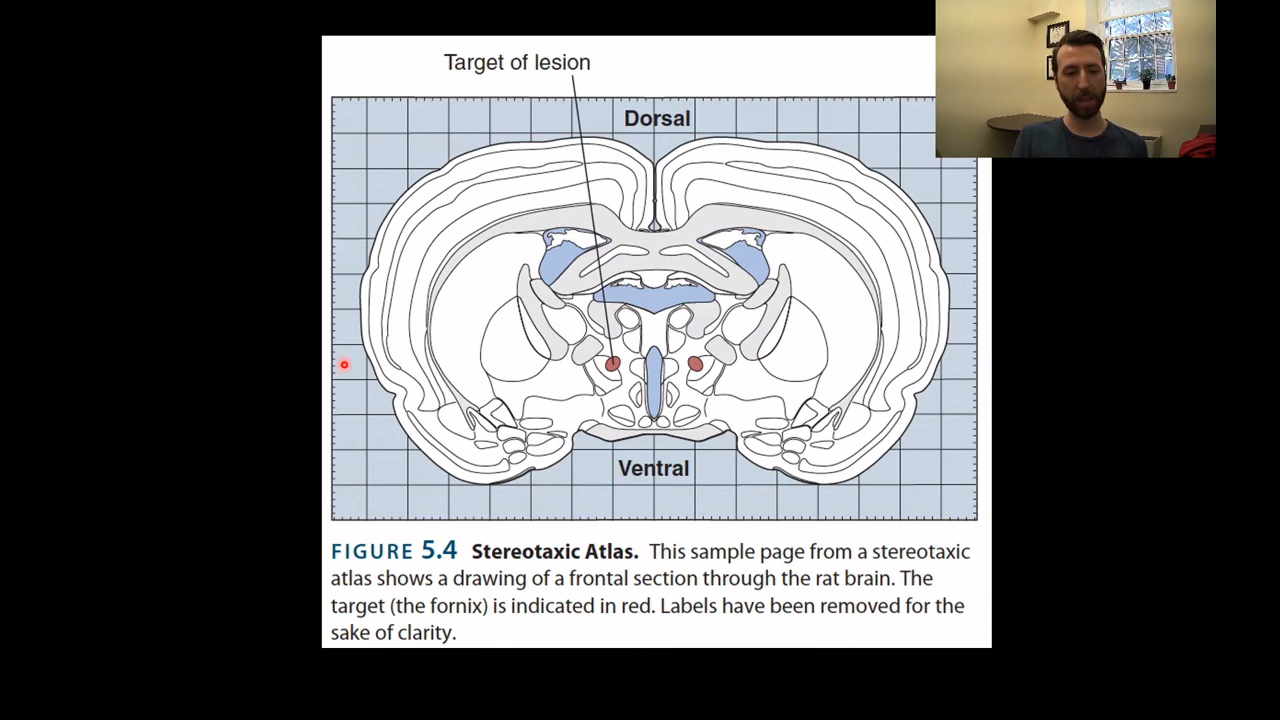 Target of lesion
Dorsal
Ventral
FIGURE 5.4 Stereotaxic Atlas. This sample page from a stereotaxic
atlas shows a drawing of a frontal section through the rat brain. The
target (the fornix) is indicated in red. Labels have been removed for the
sake of clarity.